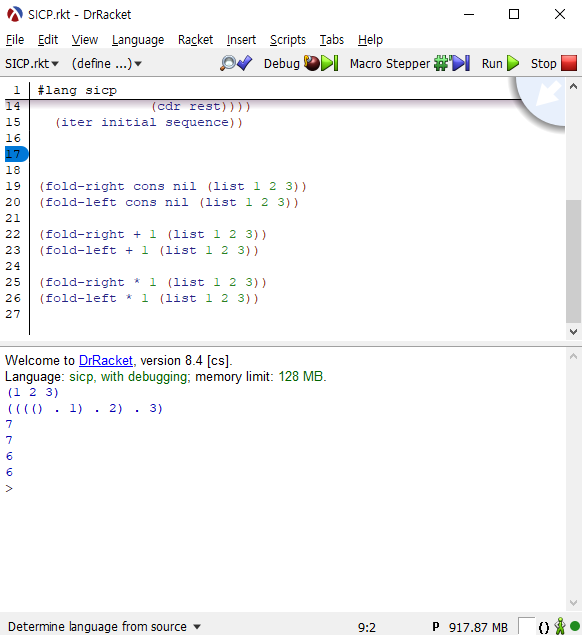 SICP.rkt - DrRacket
File Edit View Language Racket Insert Scripts Tabs Help
SICP.rkt (define ...) Debug Macro Stepper Run Stop
1 #lang sicp
14 (cdr rest))))
15 (iter initial sequence))
16
17
18
19 (fold-right cons nil (list 1 2 3))
20 (fold-left cons nil (list 1 2 3))
21
22 (fold-right + 1 (list 1 2 3))
23 (fold-left + 1 (list 1 2 3))
24
25 (fold-right * 1 (list 1 2 3))
26 (fold-left * 1 (list 1 2 3))
27
Welcome to DrRacket, version 8.4 [cs].
Language: sicp, with debugging; memory limit: 128 MB.
(1 2 3)
(((() . 1) . 2) . 3)
7
7
6
6
>
Determine language from source 9:2 P 917.87 MB ()